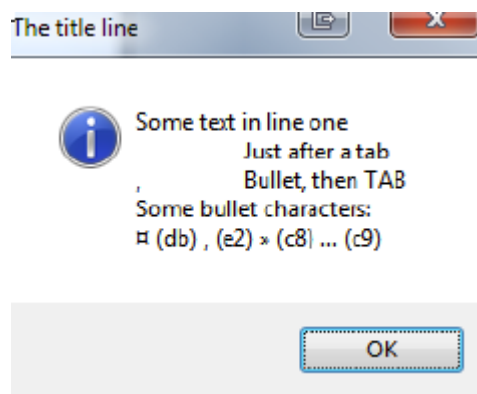 The title line
Some text in line one
Just after a tab
, Bullet, then TAB
Some bullet characters:
¤ (db) ‚ (e2) » (c8) … (c9)
OK